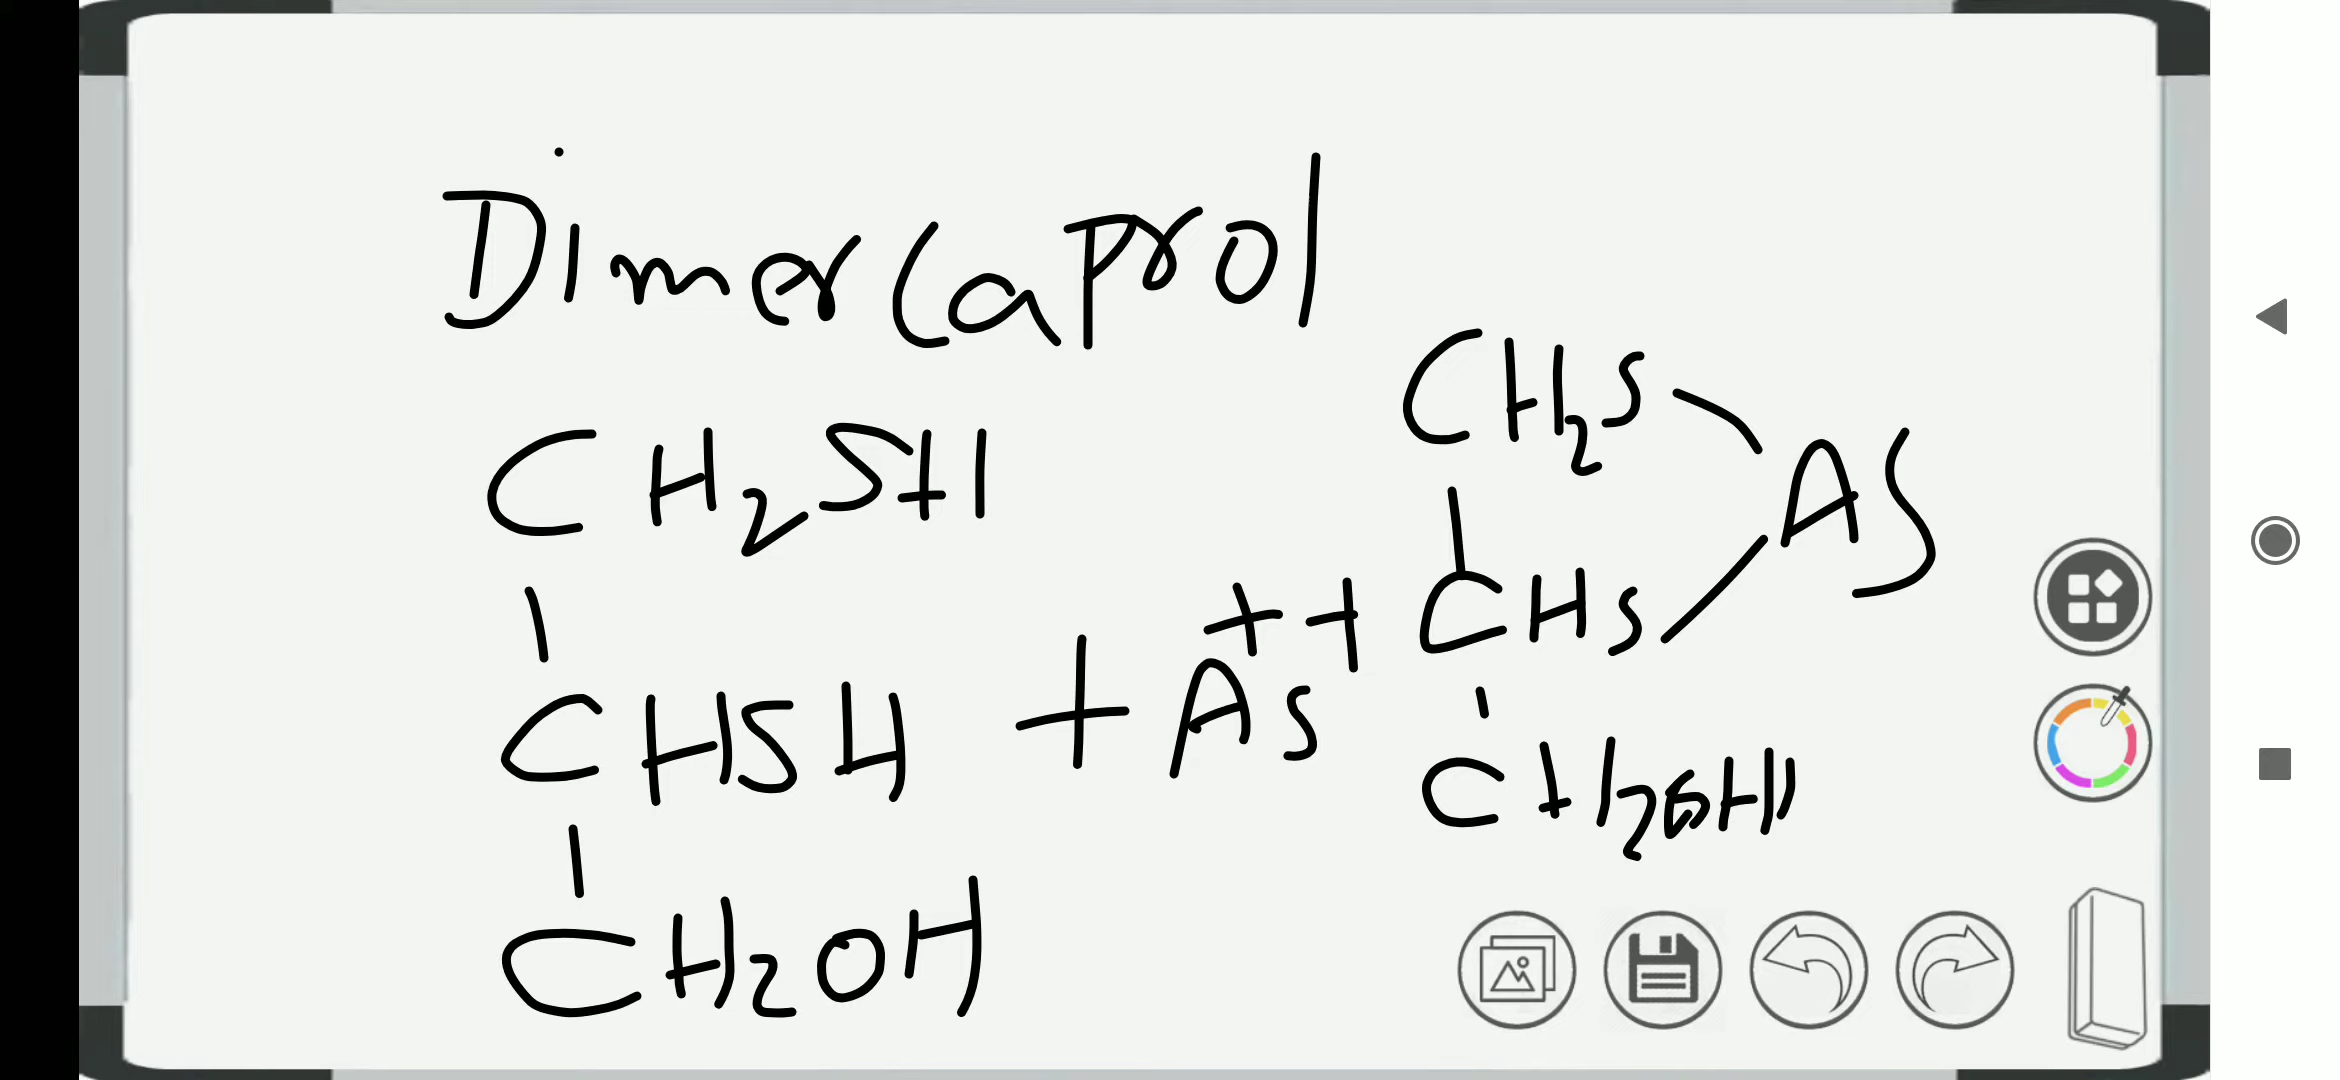 Dimercaprol
CH2SH
CHSH + As++
CH2OH
CH2S
CHS
As
CH2OH